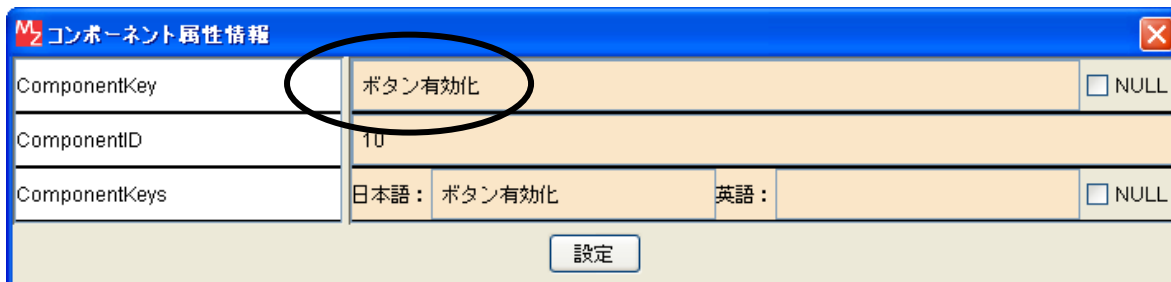 MZ コンポーネント属性情報
ComponentKey ボタン有効化 NULL
ComponentID 10
ComponentKeys 日本語： ボタン有効化 英語： NULL
設定